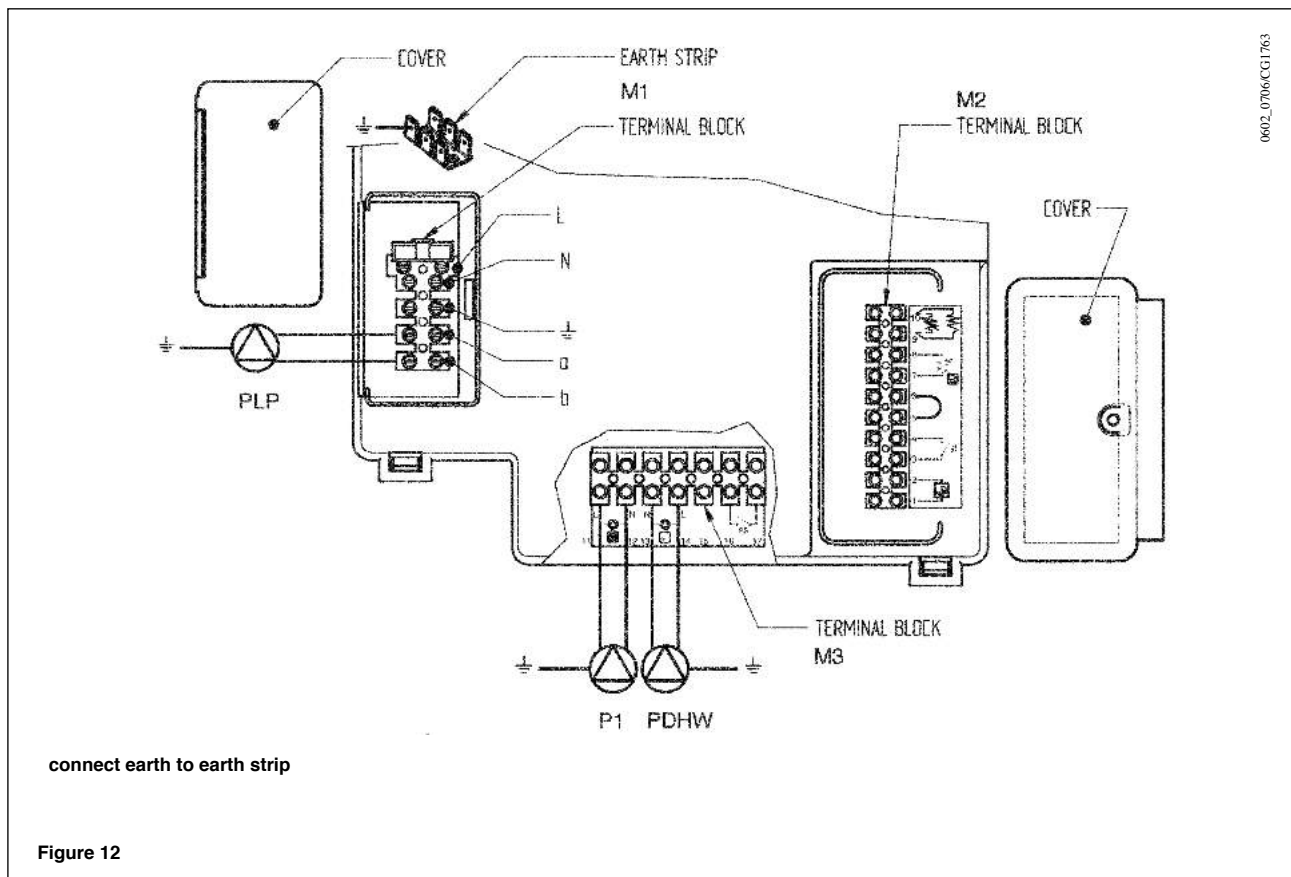 0602_0706/CG1763
COVER
EARTH STRIP
M1
TERMINAL BLOCK
M2
TERMINAL BLOCK
COVER
L
N
a
b
PLP
TERMINAL BLOCK
M3
P1 PDHW
connect earth to earth strip
Figure 12